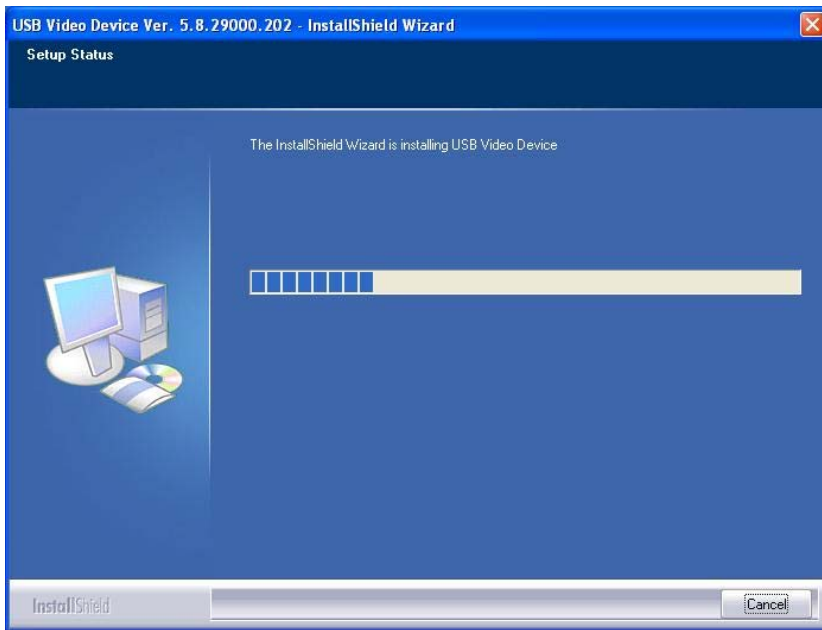 USB Video Device Ver. 5.8.29000.202 - InstallShield Wizard
Setup Status
The InstallShield Wizard is installing USB Video Device
InstallShield
Cancel